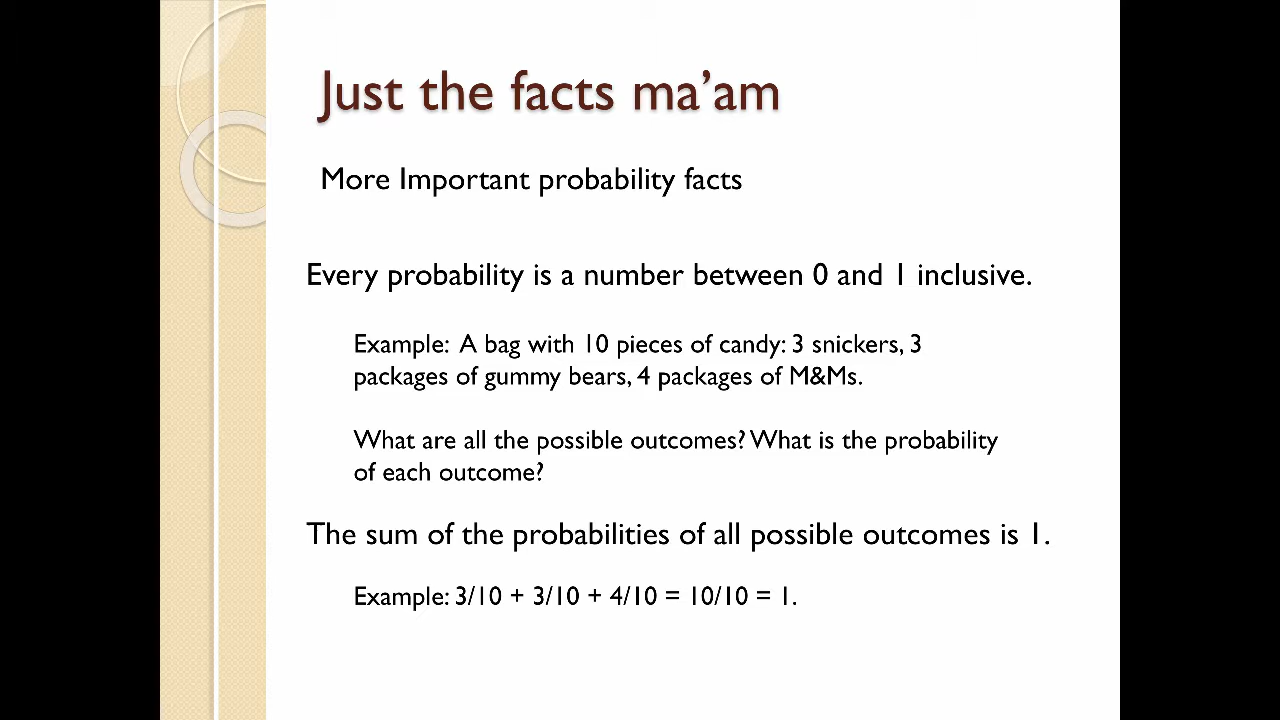 Just the facts ma’am
More Important probability facts
Every probability is a number between 0 and 1 inclusive.
Example: A bag with 10 pieces of candy: 3 snickers, 3
packages of gummy bears, 4 packages of M&Ms.
What are all the possible outcomes? What is the probability
of each outcome?
The sum of the probabilities of all possible outcomes is 1.
Example: 3/10 + 3/10 + 4/10 = 10/10 = 1.